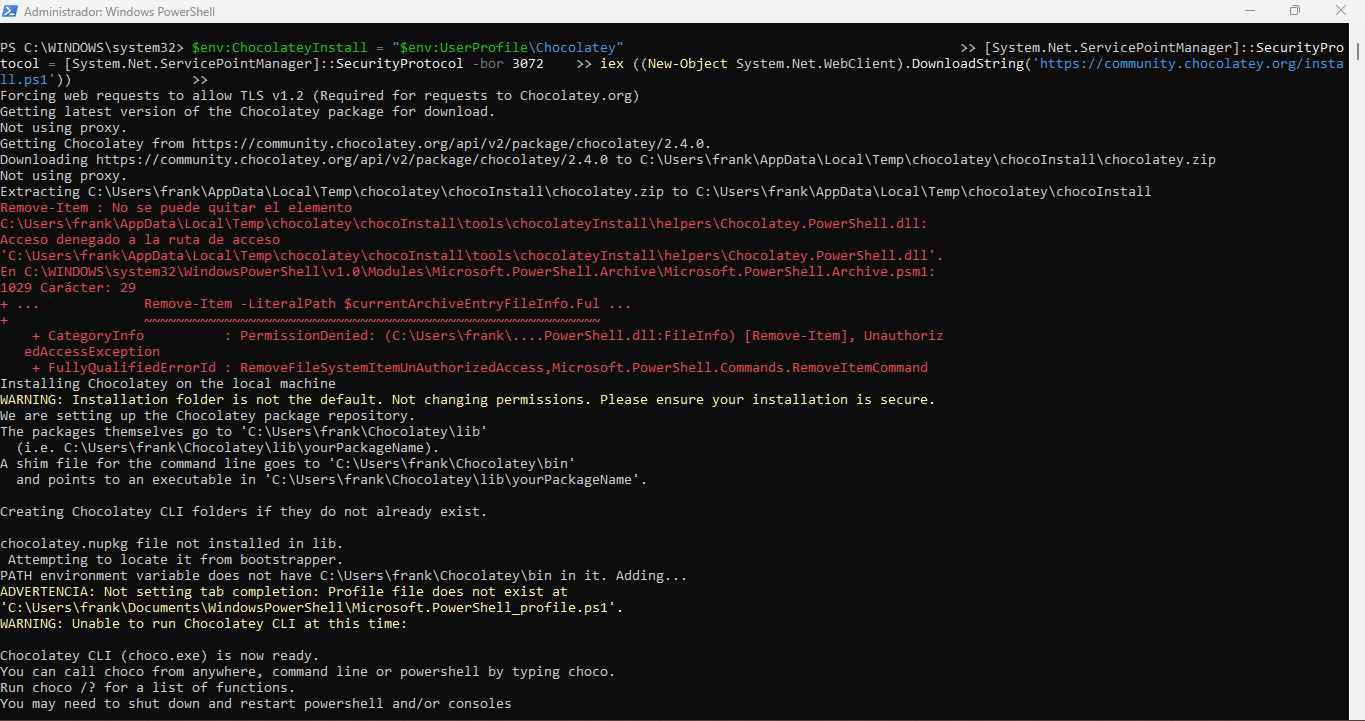 Administrador: Windows PowerShell
PS C:\WINDOWS\system32> $env:ChocolateyInstall = "$env:UserProfile\Chocolatey" >> [System.Net.ServicePointManager]::SecurityPro
tocol = [System.Net.ServicePointManager]::SecurityProtocol -bor 3072 >> iex ((New-Object System.Net.WebClient).DownloadString('https://community.chocolatey.org/insta
ll.ps1')) >>
Forcing web requests to allow TLS v1.2 (Required for requests to Chocolatey.org)
Getting latest version of the Chocolatey package for download.
Not using proxy.
Getting Chocolatey from https://community.chocolatey.org/api/v2/package/chocolatey/2.4.0.
Downloading https://community.chocolatey.org/api/v2/package/chocolatey/2.4.0 to C:\Users\frank\AppData\Local\Temp\chocolatey\chocoInstall\chocolatey.zip
Not using proxy.
Extracting C:\Users\frank\AppData\Local\Temp\chocolatey\chocoInstall\chocolatey.zip to C:\Users\frank\AppData\Local\Temp\chocolatey\chocoInstall
Remove-Item : No se puede quitar el elemento
C:\Users\frank\AppData\Local\Temp\chocolatey\chocoInstall\tools\chocolateyInstall\helpers\Chocolatey.PowerShell.dll:
Acceso denegado a la ruta de acceso
'C:\Users\frank\AppData\Local\Temp\chocolatey\chocoInstall\tools\chocolateyInstall\helpers\Chocolatey.PowerShell.dll'.
En C:\WINDOWS\system32\WindowsPowerShell\v1.0\Modules\Microsoft.PowerShell.Archive\Microsoft.PowerShell.Archive.psm1:
1029 Carácter: 29
+ ... Remove-Item -LiteralPath $currentArchiveEntryFileInfo.Ful ...
+ ~~~~~~~~~~~~~~~~~~~~~~~~~~~~~~~~~~~~~~~~~~~~~~~~~~~~~~~~~
+ CategoryInfo : PermissionDenied: (C:\Users\frank\....PowerShell.dll:FileInfo) [Remove-Item], Unauthoriz
edAccessException
+ FullyQualifiedErrorId : RemoveFileSystemItemUnAuthorizedAccess,Microsoft.PowerShell.Commands.RemoveItemCommand
Installing Chocolatey on the local machine
WARNING: Installation folder is not the default. Not changing permissions. Please ensure your installation is secure.
We are setting up the Chocolatey package repository.
The packages themselves go to 'C:\Users\frank\Chocolatey\lib'
(i.e. C:\Users\frank\Chocolatey\lib\yourPackageName).
A shim file for the command line goes to 'C:\Users\frank\Chocolatey\bin'
and points to an executable in 'C:\Users\frank\Chocolatey\lib\yourPackageName'.
Creating Chocolatey CLI folders if they do not already exist.
chocolatey.nupkg file not installed in lib.
Attempting to locate it from bootstrapper.
PATH environment variable does not have C:\Users\frank\Chocolatey\bin in it. Adding...
ADVERTENCIA: Not setting tab completion: Profile file does not exist at
'C:\Users\frank\Documents\WindowsPowerShell\Microsoft.PowerShell_profile.ps1'.
WARNING: Unable to run Chocolatey CLI at this time:
Chocolatey CLI (choco.exe) is now ready.
You can call choco from anywhere, command line or powershell by typing choco.
Run choco /? for a list of functions.
You may need to shut down and restart powershell and/or consoles